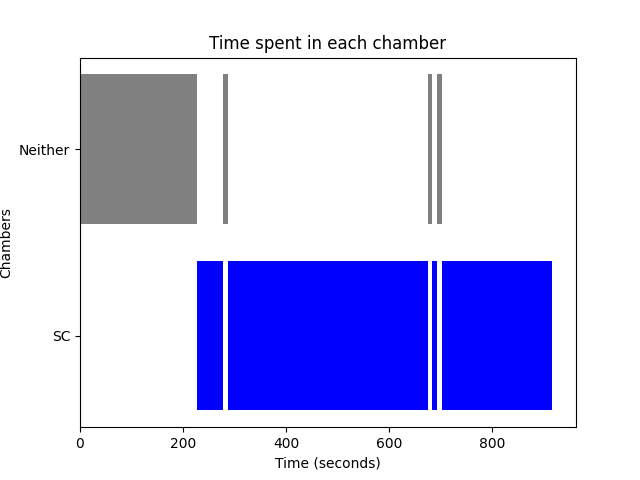 Time spent in each chamber
Neither
Chambers
SC
0 200 400 600 800
Time (seconds)